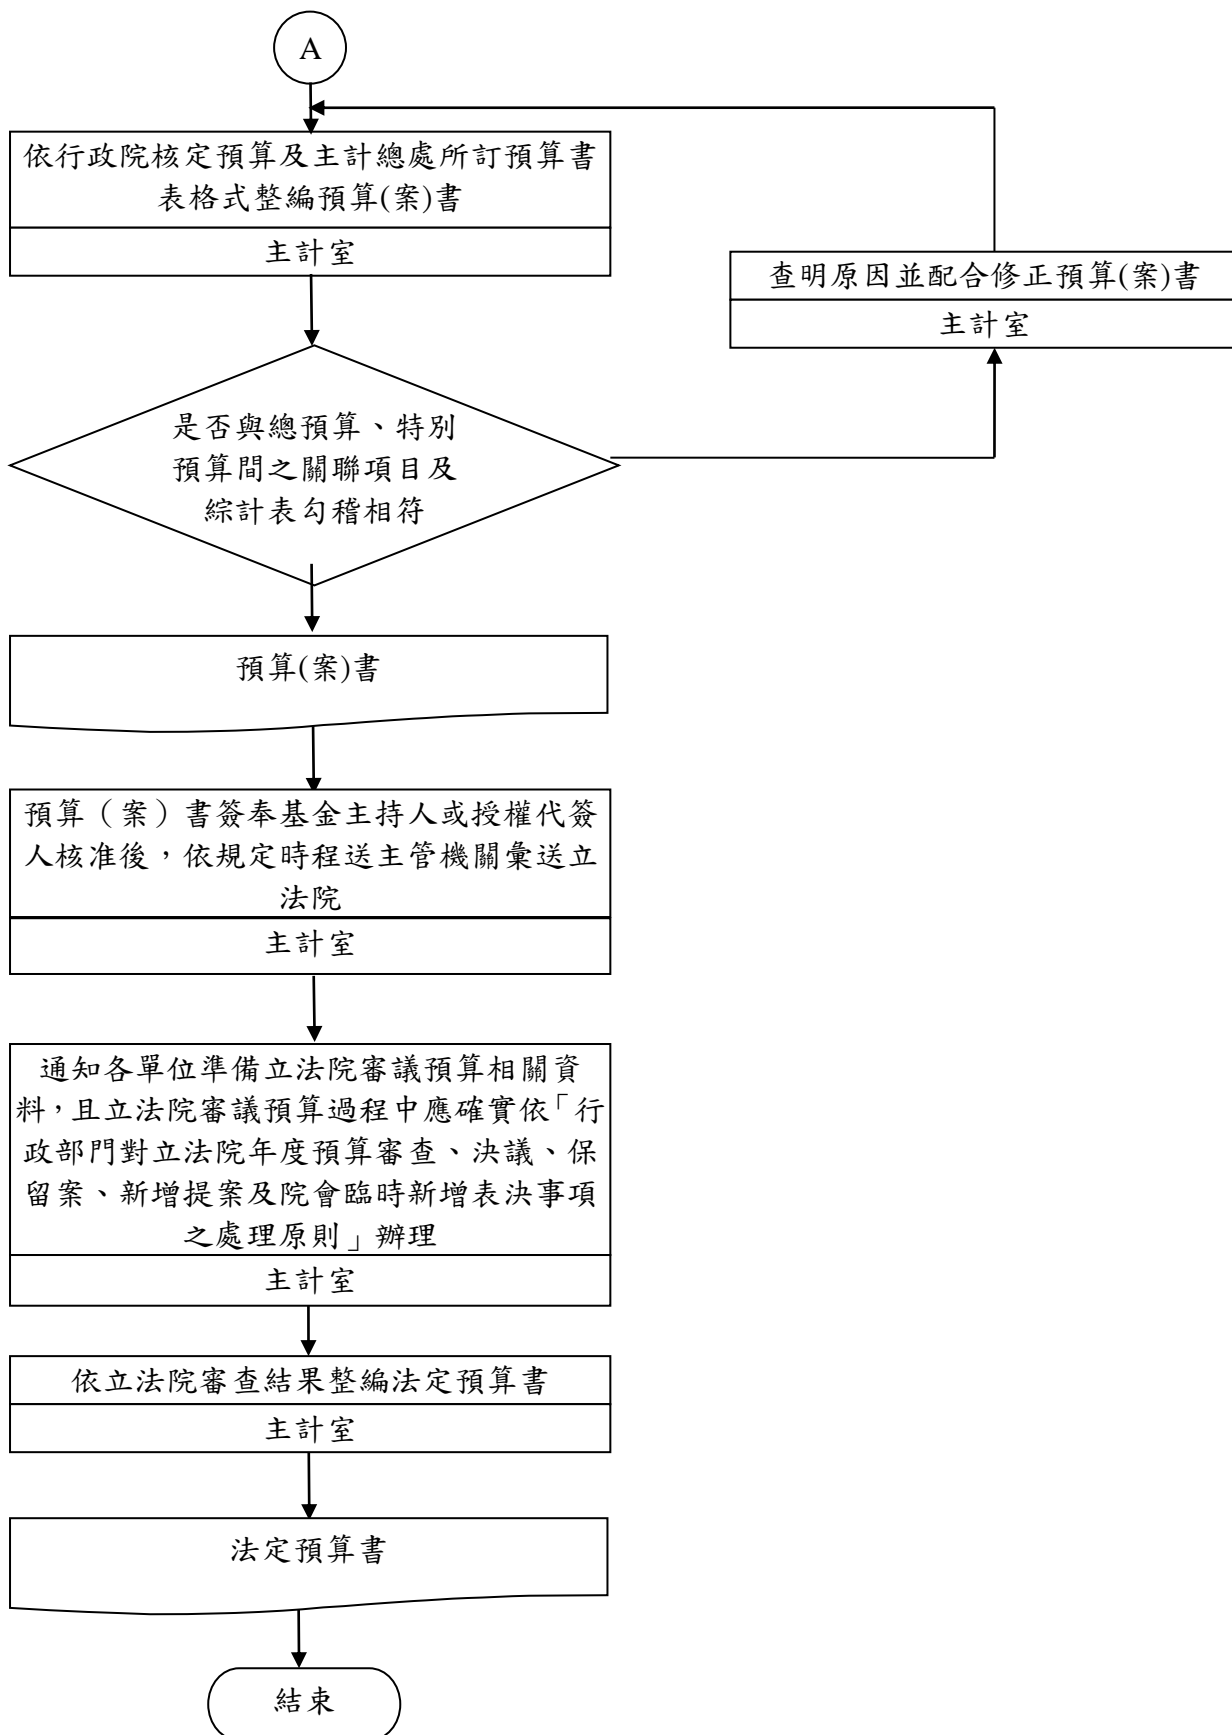 A
依行政院核定預算及主計總處所訂預算書
表格式整編預算(案)書
主計室
查明原因並配合修正預算(案)書
主計室
是否與總預算、特別
預算間之關聯項目及
綜計表勾稽相符
預算(案)書
預算（案）書簽奉基金主持人或授權代簽
人核准後，依規定時程送主管機關彙送立
法院
主計室
通知各單位準備立法院審議預算相關資
料，且立法院審議預算過程中應確實依「行
政部門對立法院年度預算審查、決議、保
留案、新增提案及院會臨時新增表決事項
之處理原則」辦理
主計室
依立法院審查結果整編法定預算書
主計室
法定預算書
結束